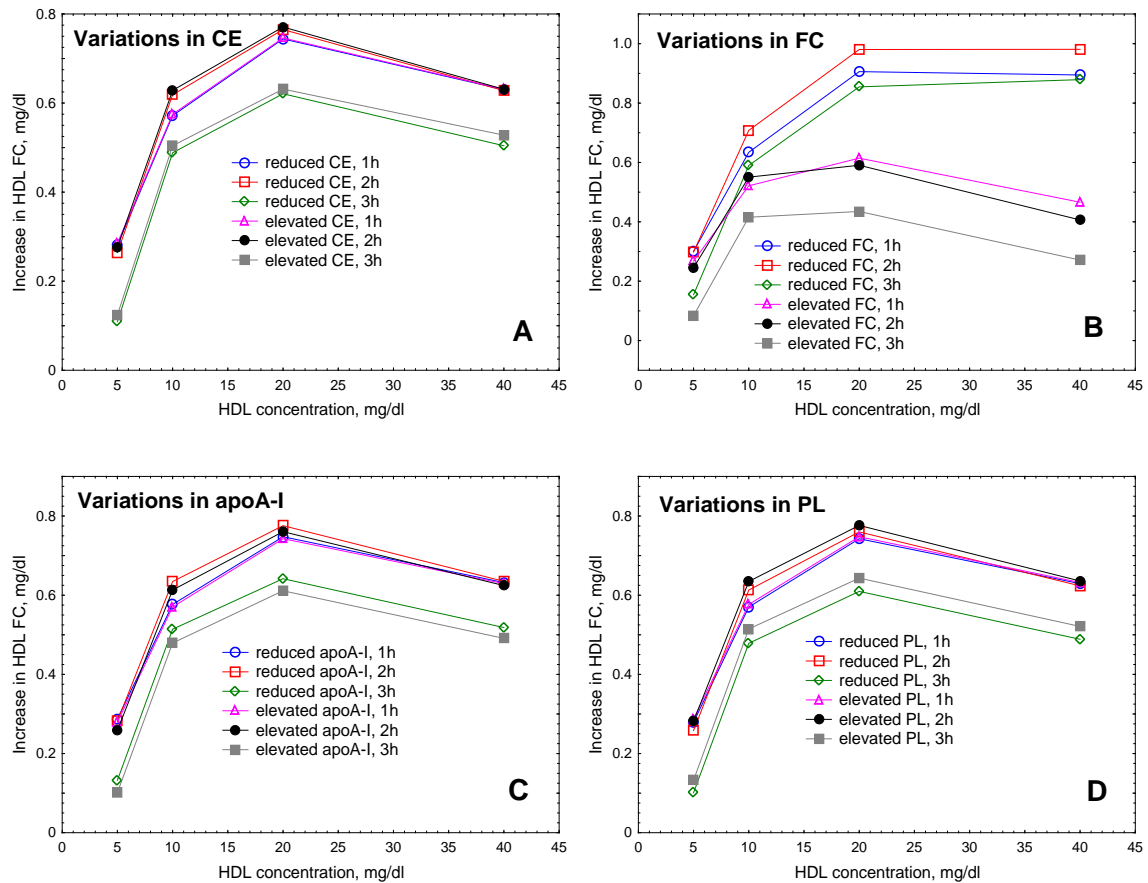 Variations in CE
Increase in HDL FC, mg/dl
0.8
0.6
0.4
0.2
0
reduced CE, 1h
reduced CE, 2h
reduced CE, 3h
elevated CE, 1h
elevated CE, 2h
elevated CE, 3h
A
0 5 10 15 20 25 30 35 40 45
HDL concentration, mg/dl
Variations in FC
Increase in HDL FC, mg/dl
1.0
0.8
0.6
0.4
0.2
0
reduced FC, 1h
reduced FC, 2h
reduced FC, 3h
elevated FC, 1h
elevated FC, 2h
elevated FC, 3h
B
0 5 10 15 20 25 30 35 40 45
HDL concentration, mg/dl
Variations in apoA-I
Increase in HDL FC, mg/dl
0.8
0.6
0.4
0.2
0
reduced apoA-I, 1h
reduced apoA-I, 2h
reduced apoA-I, 3h
elevated apoA-I, 1h
elevated apoA-I, 2h
elevated apoA-I, 3h
C
0 5 10 15 20 25 30 35 40 45
HDL concentration, mg/dl
Variations in PL
Increase in HDL FC, mg/dl
0.8
0.6
0.4
0.2
0
reduced PL, 1h
reduced PL, 2h
reduced PL, 3h
elevated PL, 1h
elevated PL, 2h
elevated PL, 3h
D
0 5 10 15 20 25 30 35 40 45
HDL concentration, mg/dl